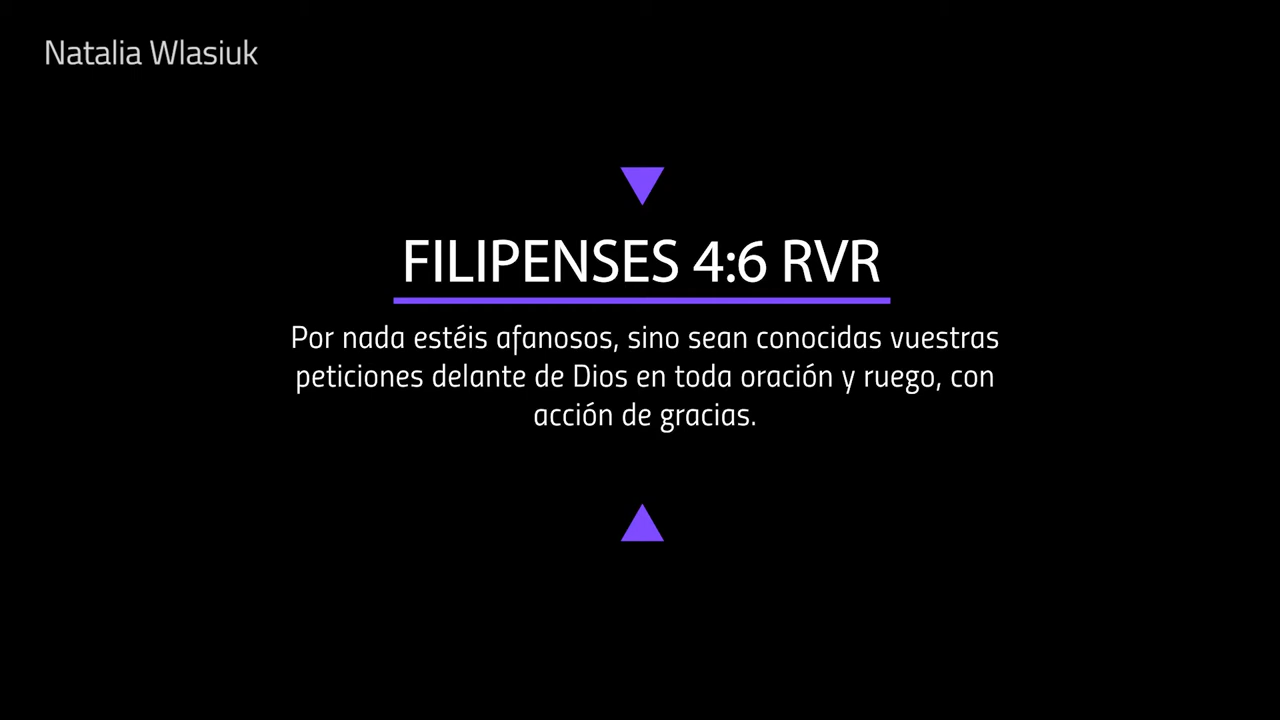 Natalia Wlasiuk
FILIPENSES 4:6 RVR
Por nada estéis afanosos, sino sean conocidas vuestras
peticiones delante de Dios en toda oración y ruego, con
acción de gracias.